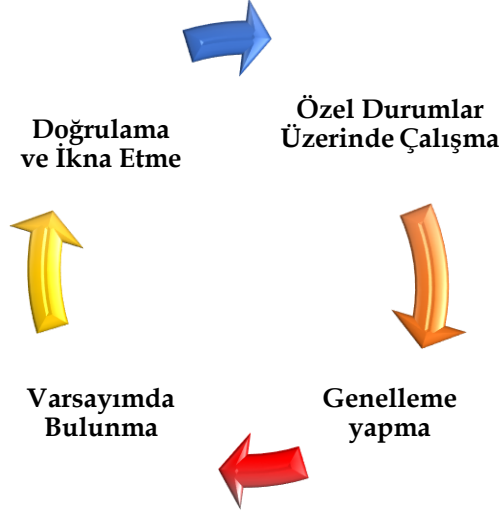 Doğrulama
ve İkna Etme
Özel Durumlar
Üzerinde Çalışma
Varsayımda
Bulunma
Genelleme
yapma